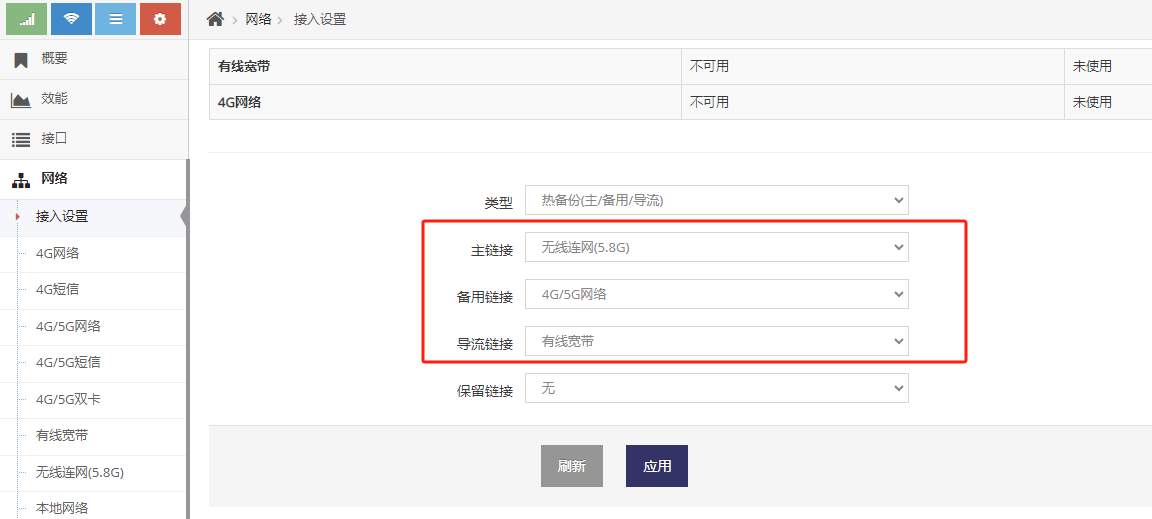 网络 接入设置
概要
效能
接口
网络
接入设置
4G网络
4G短信
4G/5G网络
4G/5G短信
4G/5G双卡
有线宽带
无线连网(5.8G)
本地网络
有线宽带 不可用 未使用
4G网络 不可用 未使用
类型 热备份(主/备用/导流)
主链接 无线连网(5.8G)
备用链接 4G/5G网络
导流链接 有线宽带
保留链接 无
刷新 应用